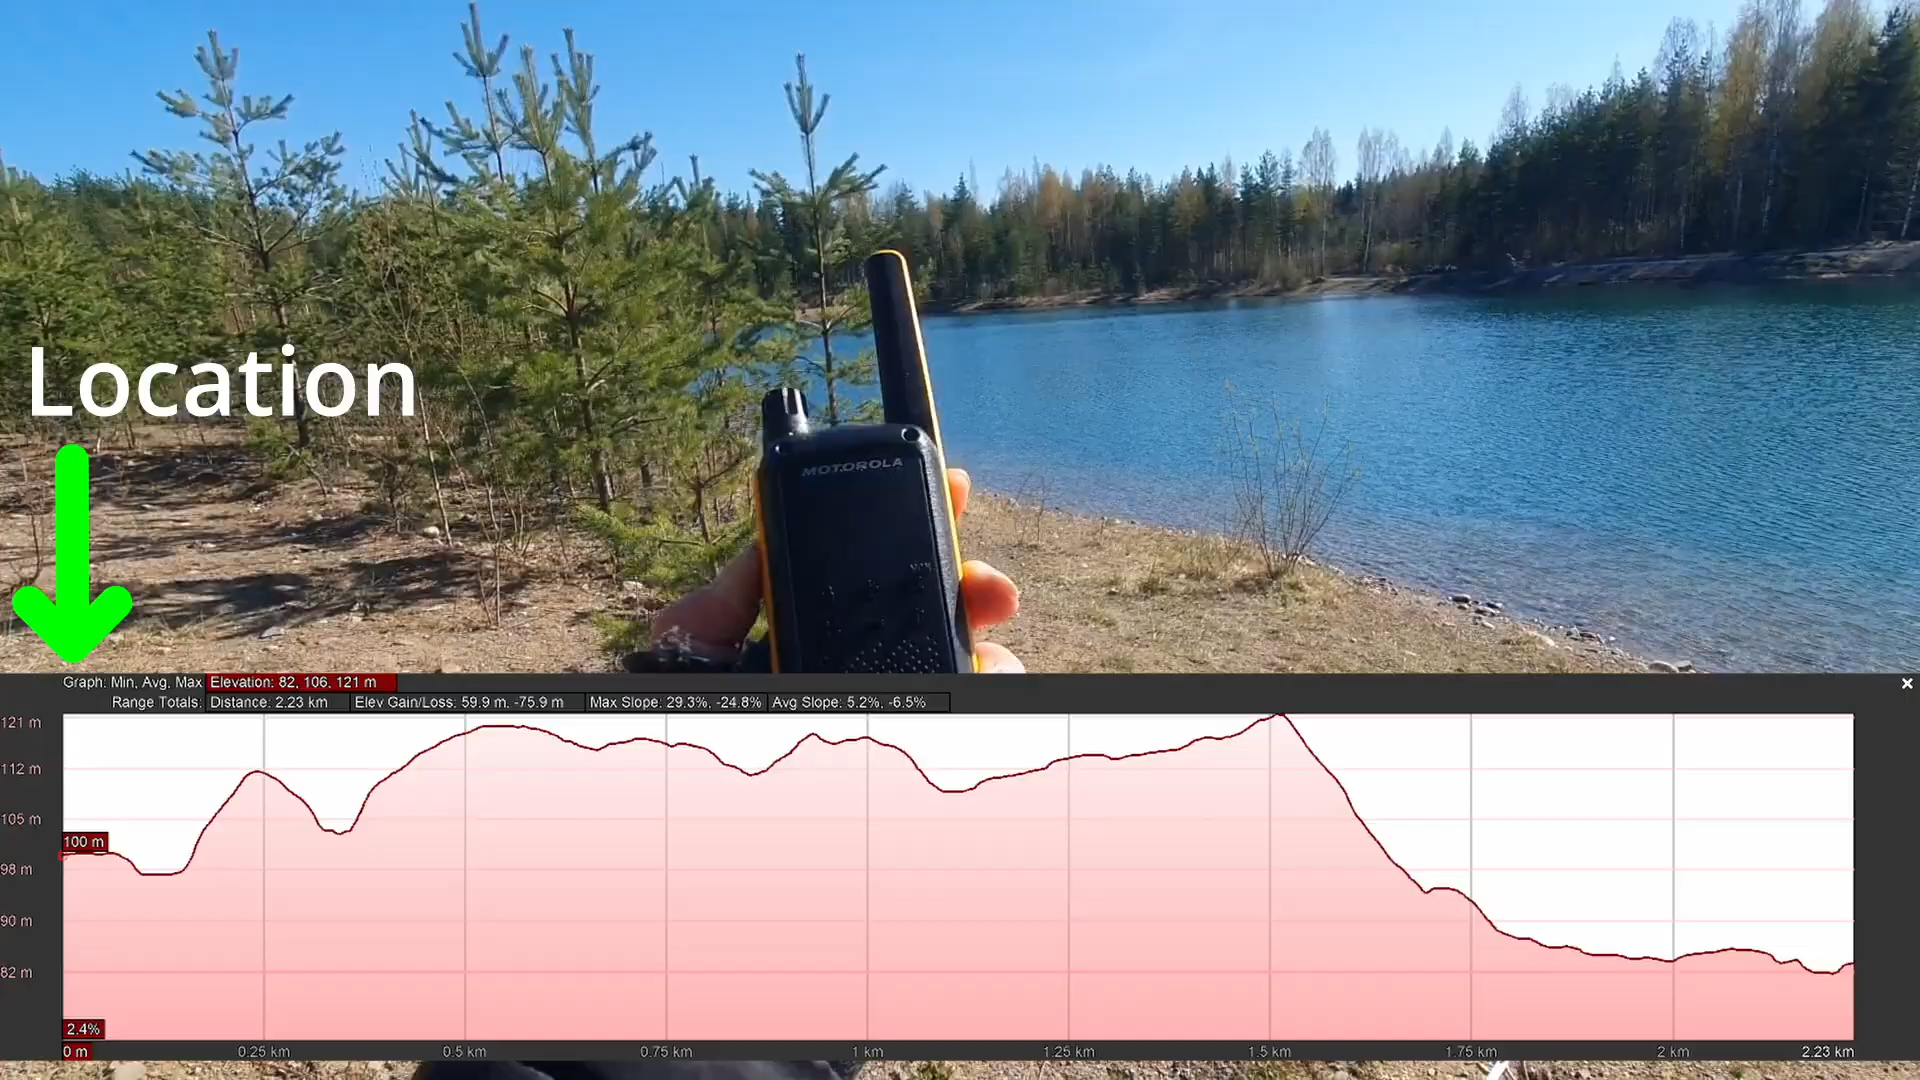 Location
MOTOROLA
Graph: Min, Avg, Max Elevation: 82, 106, 121 m
Range Totals: Distance: 2.23 km Elev Gain/Loss: 59.9 m, -75.9 m Max Slope: 29.3%, -24.8% Avg Slope: 5.2%, -6.5%
121 m
112 m
105 m
100 m
98 m
90 m
82 m
2.4%
0 m 0.25 km 0.5 km 0.75 km 1 km 1.25 km 1.5 km 1.75 km 2 km 2.23 km